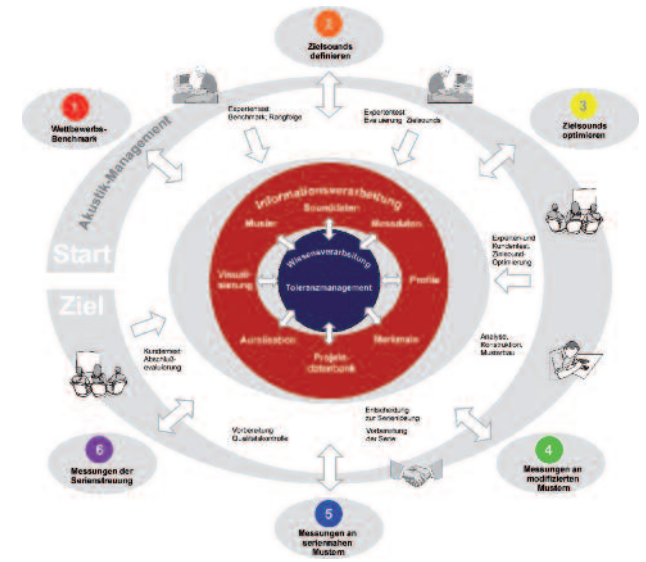 2
Zielsounds
definieren
1
Wettbewerbs-
Benchmark
3
Zielsounds
optimieren
Akustik-Management
Start
Ziel
Expertentest
Benchmark, Rangfolge
Expertentest
Evaluierung Zielsounds
Experten-und
Kundentest,
Zielsound-
Optimierung
Analyse,
Konstruktion,
Musterbau
Entscheidung
zur Serienlösung
Vorbereitung
der Serie
Vorbereitung
Qualitätskontrolle
Kundentest
Abschluß-
evaluierung
Informationsverarbeitung
Sounddaten
Muster
Messdaten
Visuali-
sierung
Profile
Auralisation
Merkmale
Projekt-
datenbank
Wissensverarbeitung
Toleranzmanagement
6
Messungen der
Serienstreuung
4
Messungen an
modifizierten
Mustern
5
Messungen an
seriennahen
Mustern